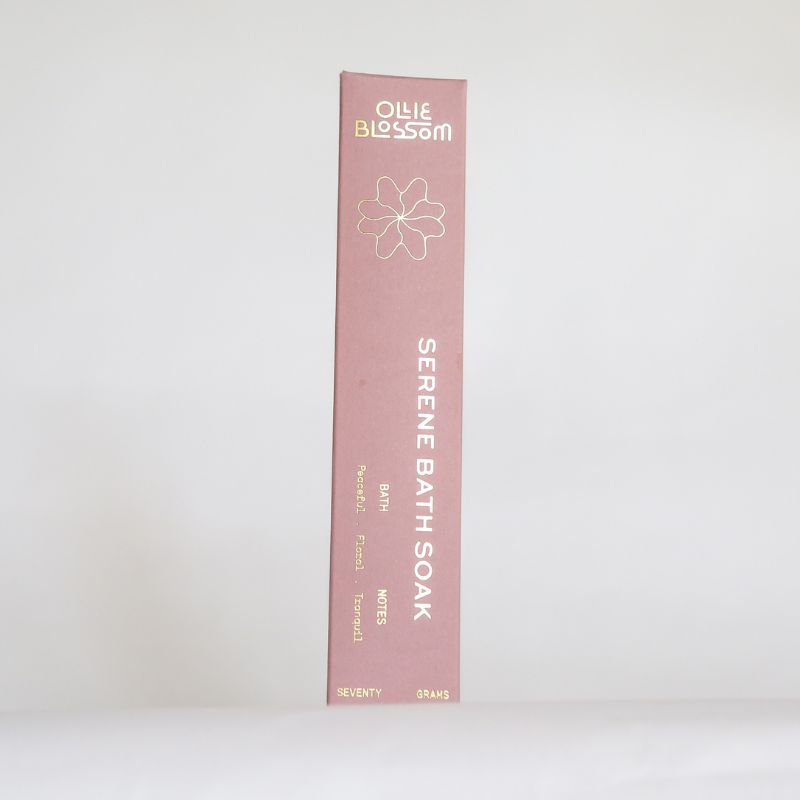 OLLIE
BLOSSOM
SERENE BATH SOAK
BATH NOTES
Peaceful . Floral . Tranquil
SEVENTY GRAMS